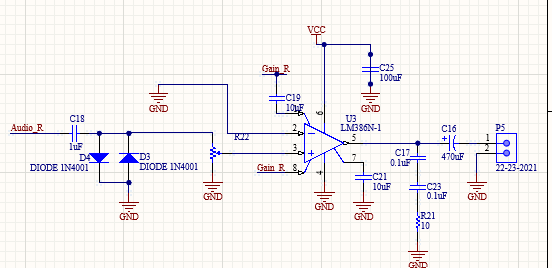 VCC
Gain_R
C25
100uF
GND
GND
C19
10uF
U3
LM386N-1
6
1
Audio_R
C18
1uF
R22
2
3
5
C16
470uF
P5
1
2
22-23-2021
D4
DIODE 1N4001
D3
DIODE 1N4001
Gain_R
8
7
4
C17
0.1uF
C21
10uF
C23
0.1uF
GND
GND
GND
GND
GND
R21
10
GND